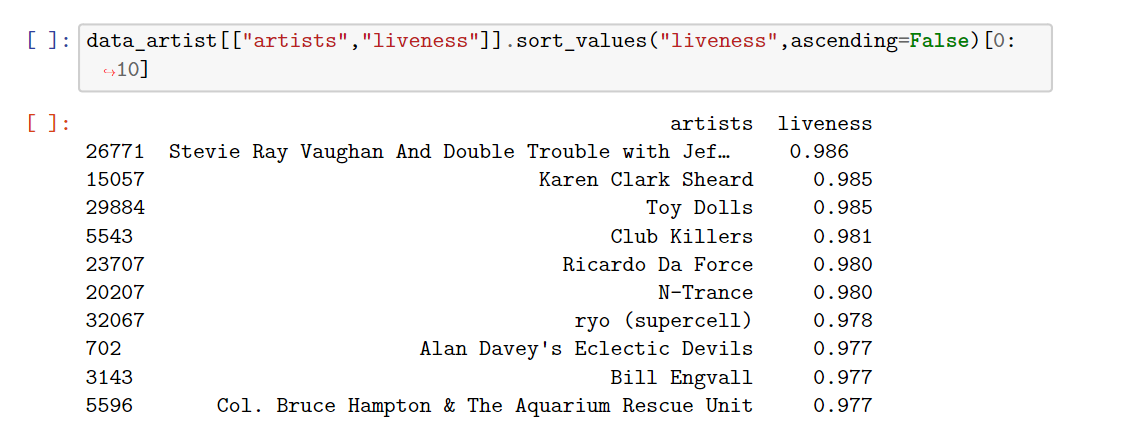 [ ]: data_artist[["artists","liveness"]].sort_values("liveness",ascending=False)[0:
↪10]
[ ]: artists liveness
26771 Stevie Ray Vaughan And Double Trouble with Jef… 0.986
15057 Karen Clark Sheard 0.985
29884 Toy Dolls 0.985
5543 Club Killers 0.981
23707 Ricardo Da Force 0.980
20207 N-Trance 0.980
32067 ryo (supercell) 0.978
702 Alan Davey's Eclectic Devils 0.977
3143 Bill Engvall 0.977
5596 Col. Bruce Hampton & The Aquarium Rescue Unit 0.977